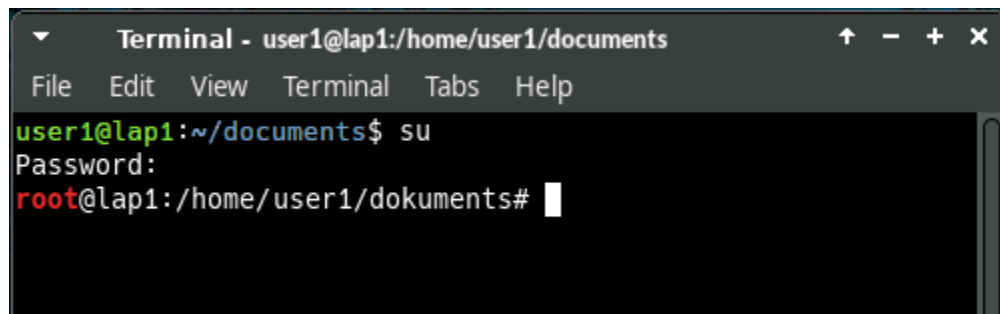 Terminal - user1@lap1:/home/user1/documents
File Edit View Terminal Tabs Help
user1@lap1:~/documents$ su
Password:
root@lap1:/home/user1/dokuments#